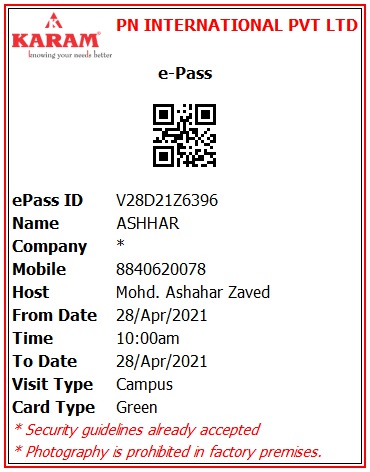 PN INTERNATIONAL PVT LTD
KARAM®
knowing your needs better
e-Pass
ePass ID V28D21Z6396
Name ASHHAR
Company *
Mobile 8840620078
Host Mohd. Ashahar Zaved
From Date 28/Apr/2021
Time 10:00am
To Date 28/Apr/2021
Visit Type Campus
Card Type Green
* Security guidelines already accepted
* Photography is prohibited in factory premises.